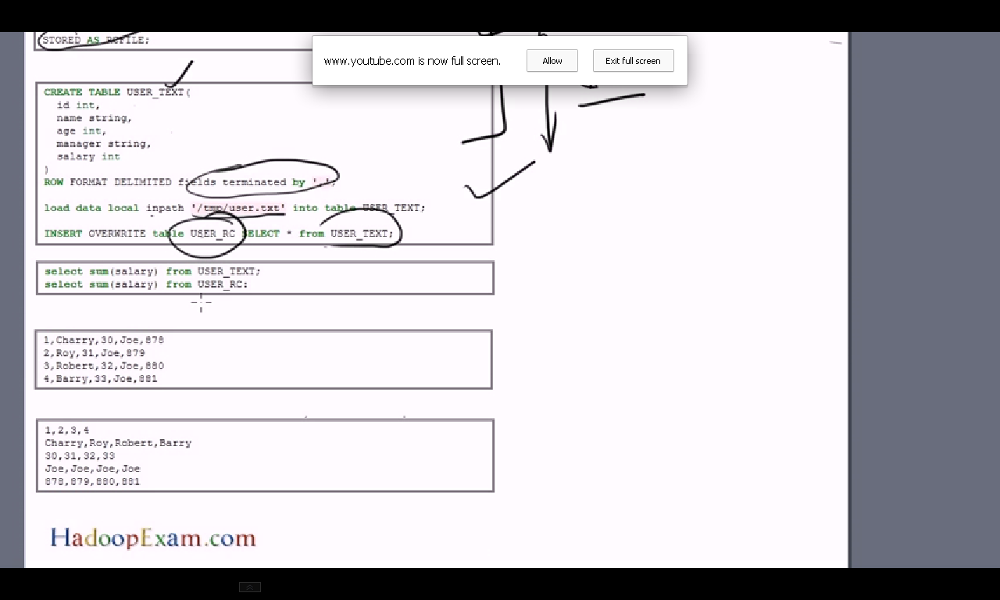 STORED AS RCFILE;
www.youtube.com is now full screen.
Allow
Exit full screen
CREATE TABLE USER_TEXT(
id int,
name string,
age int,
manager string,
salary int
)
ROW FORMAT DELIMITED fields terminated by ',';
load data local inpath '/tmp/user.txt' into table USER_TEXT;
INSERT OVERWRITE table USER_RC SELECT * from USER_TEXT;
select sum(salary) from USER_TEXT;
select sum(salary) from USER_RC:
1,Charry,30,Joe,878
2,Roy,31,Joe,879
3,Robert,32,Joe,880
4,Barry,33,Joe,881
1,2,3,4
Charry,Roy,Robert,Barry
30,31,32,33
Joe,Joe,Joe,Joe
878,879,880,881
HadoopExam.com